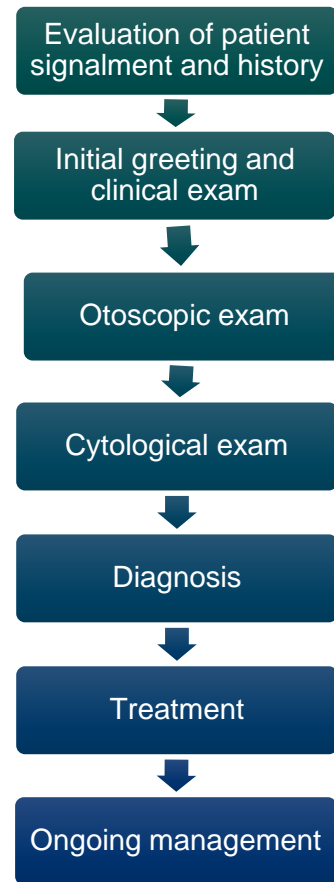 Evaluation of patient
signalment and history
Initial greeting and
clinical exam
Otoscopic exam
Cytological exam
Diagnosis
Treatment
Ongoing management